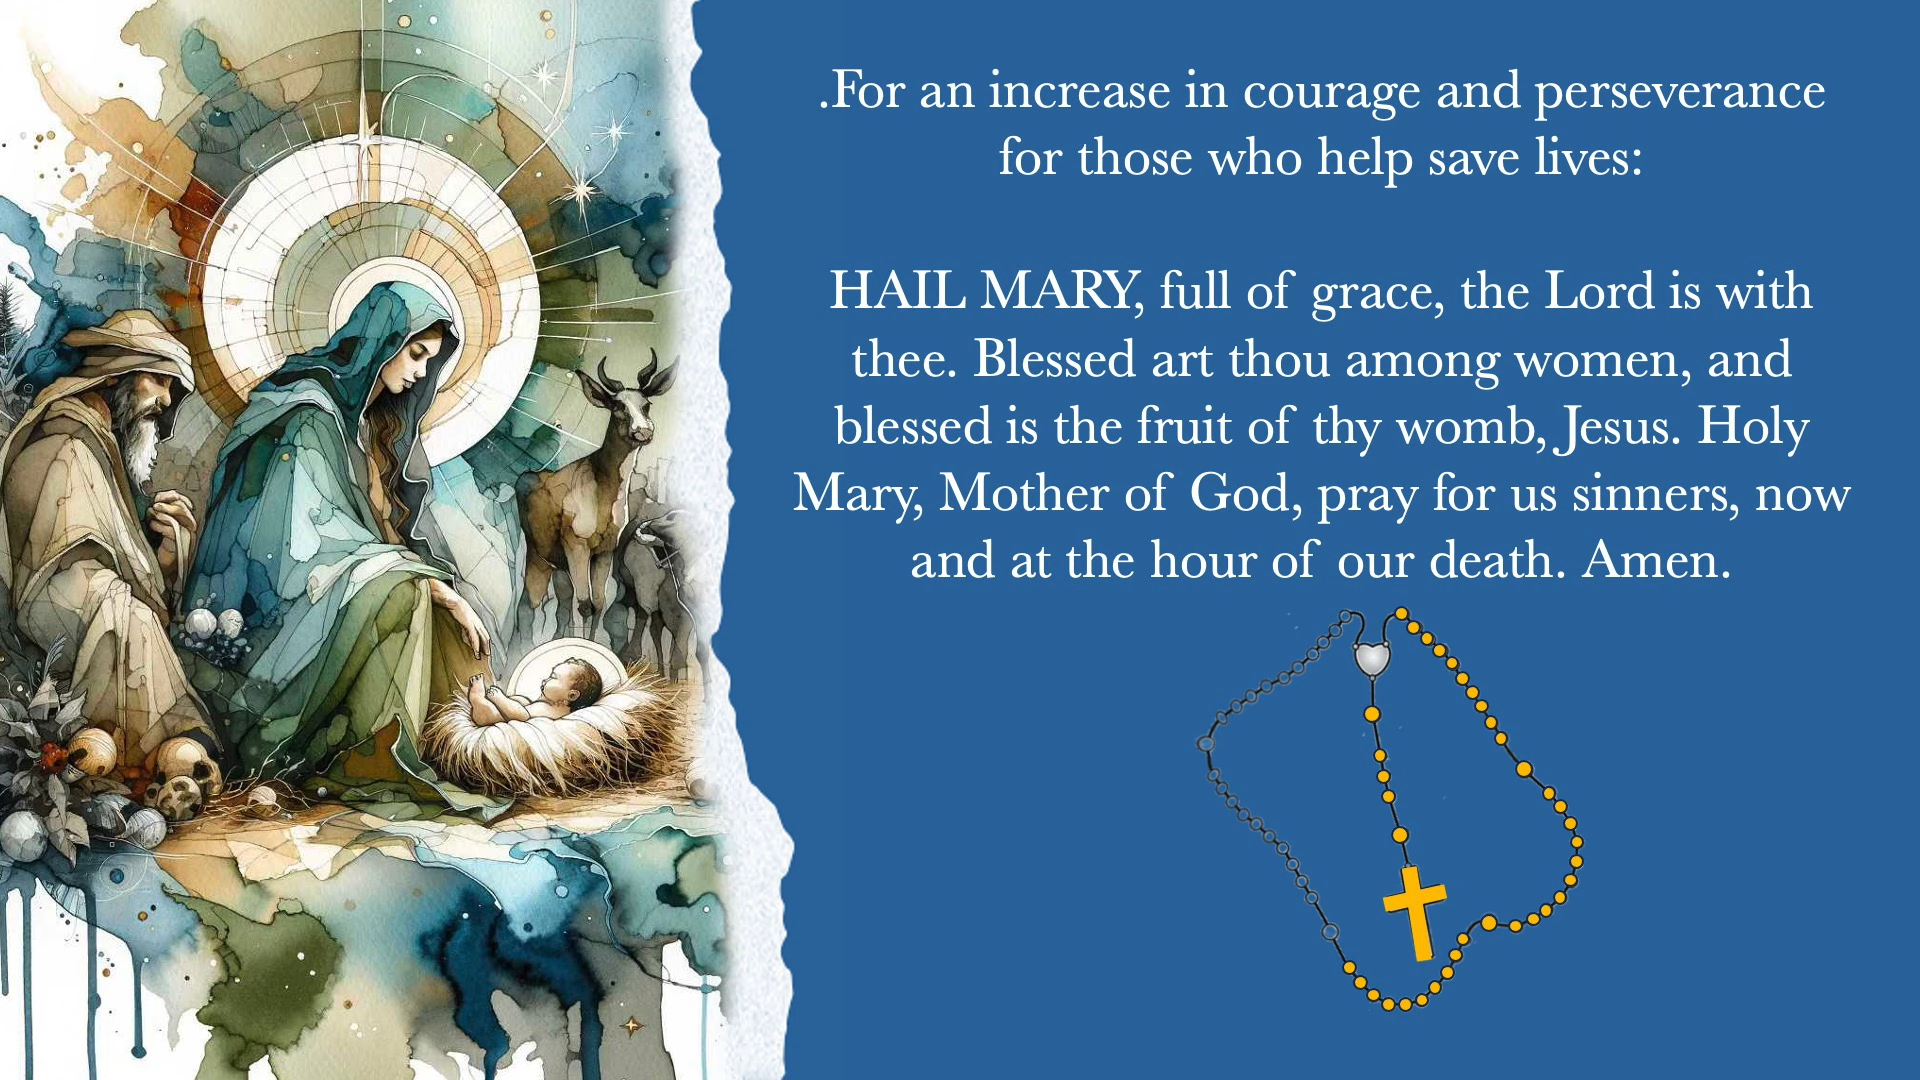 .For an increase in courage and perseverance
for those who help save lives:
HAIL MARY, full of grace, the Lord is with
thee. Blessed art thou among women, and
blessed is the fruit of thy womb, Jesus. Holy
Mary, Mother of God, pray for us sinners, now
and at the hour of our death. Amen.